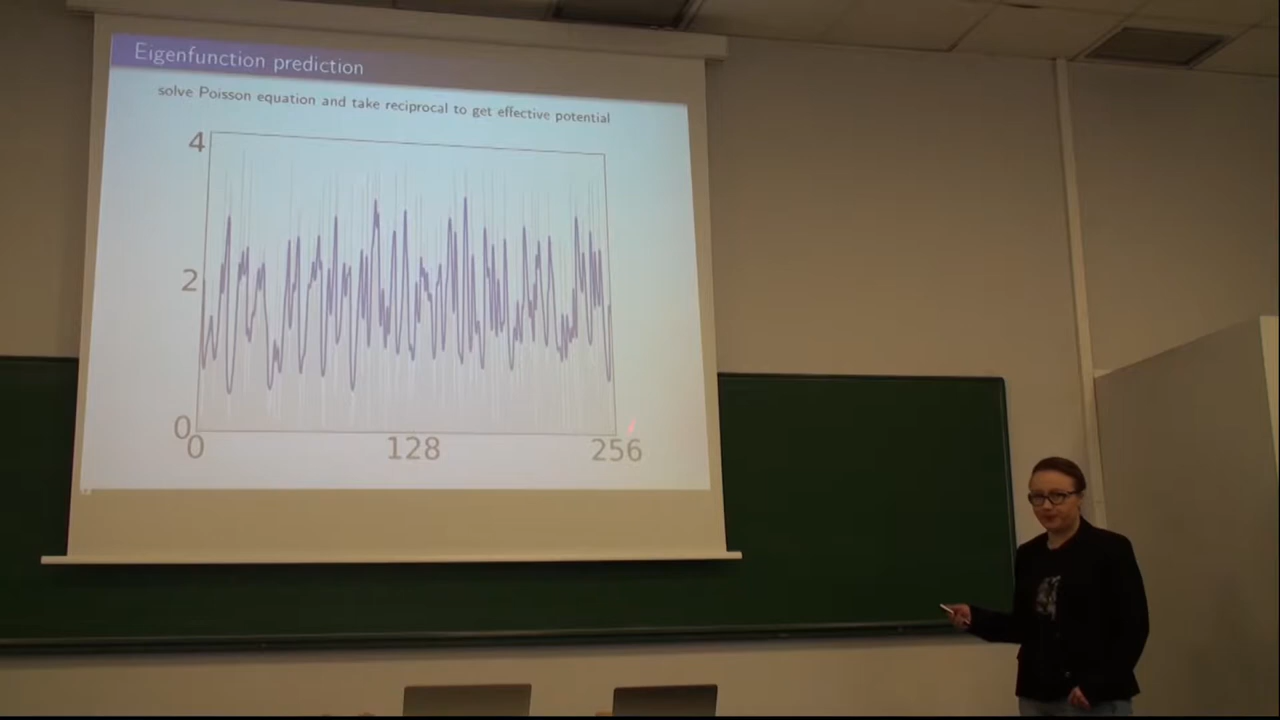 Eigenfunction prediction
solve Poisson equation and take reciprocal to get effective potential
4
2
0
0 128 256